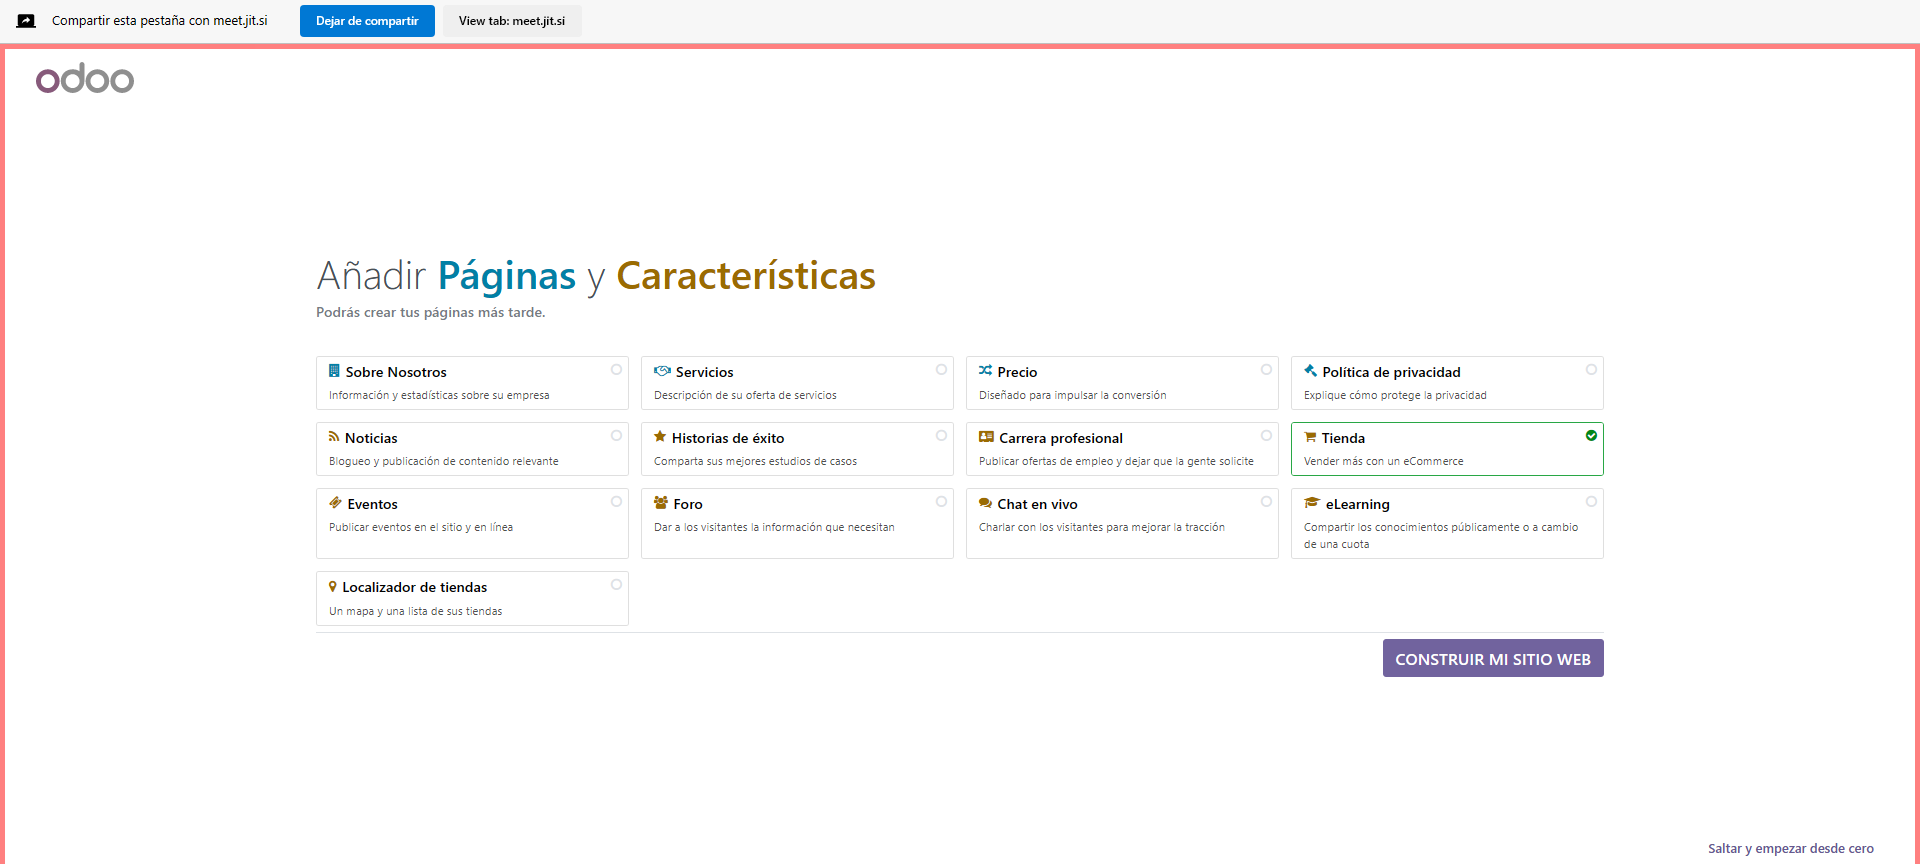 Compartir esta pestaña con meet.jit.si
Dejar de compartir
View tab: meet.jit.si
odoo
Añadir Páginas y Características
Podrás crear tus páginas más tarde.
Sobre Nosotros
Información y estadísticas sobre su empresa
Servicios
Descripción de su oferta de servicios
Precio
Diseñado para impulsar la conversión
Política de privacidad
Explique cómo protege la privacidad
Noticias
Blogueo y publicación de contenido relevante
Historias de éxito
Comparta sus mejores estudios de casos
Carrera profesional
Publicar ofertas de empleo y dejar que la gente solicite
Tienda
Vender más con un eCommerce
Eventos
Publicar eventos en el sitio y en línea
Foro
Dar a los visitantes la información que necesitan
Chat en vivo
Charlar con los visitantes para mejorar la tracción
eLearning
Compartir los conocimientos públicamente o a cambio
de una cuota
Localizador de tiendas
Un mapa y una lista de sus tiendas
CONSTRUIR MI SITIO WEB
Saltar y empezar desde cero